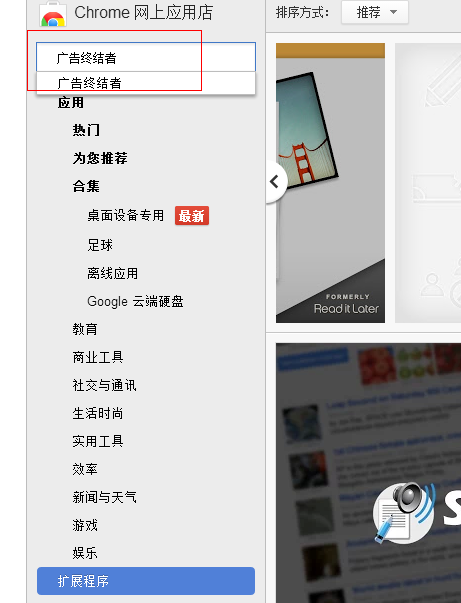 Chrome 网上应用店
排序方式：
推荐
广告终结者
广告终结者
应用
热门
为您推荐
合集
桌面设备专用 最新
足球
离线应用
Google 云端硬盘
教育
商业工具
社交与通讯
生活时尚
实用工具
效率
新闻与天气
游戏
娱乐
扩展程序
FORMERLY
Read it Later
S